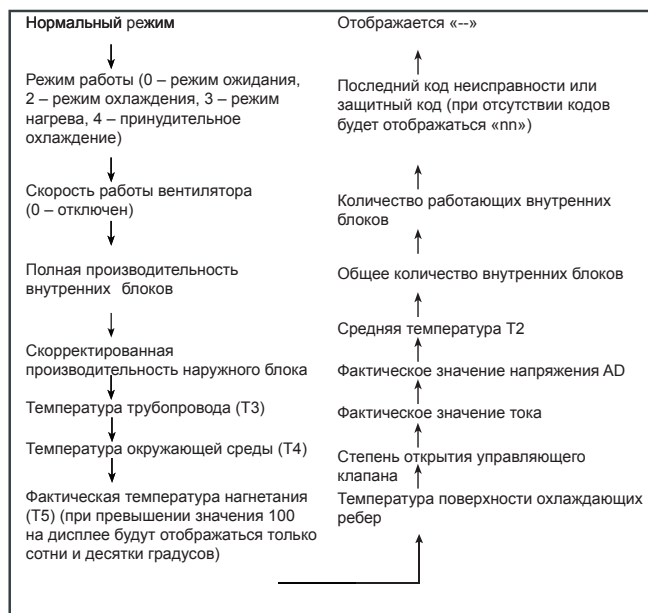 Нормальный режим
Режим работы (0 – режим ожидания,
2 – режим охлаждения, 3 – режим
нагрева, 4 – принудительное
охлаждение)
Скорость работы вентилятора
(0 – отключен)
Полная производительность
внутренних блоков
Скорректированная
производительность наружного блока
Температура трубопровода (T3)
Температура окружающей среды (T4)
Фактическая температура нагнетания
(T5) (при превышении значения 100
на дисплее будут отображаться только
сотни и десятки градусов)
Отображается «--»
Последний код неисправности или
защитный код (при отсутствии кодов
будет отображаться «nn»)
Количество работающих внутренних
блоков
Общее количество внутренних блоков
Средняя температура T2
Фактическое значение напряжения AD
Фактическое значение тока
Степень открытия управляющего
клапана
Температура поверхности охлаждающих
ребер